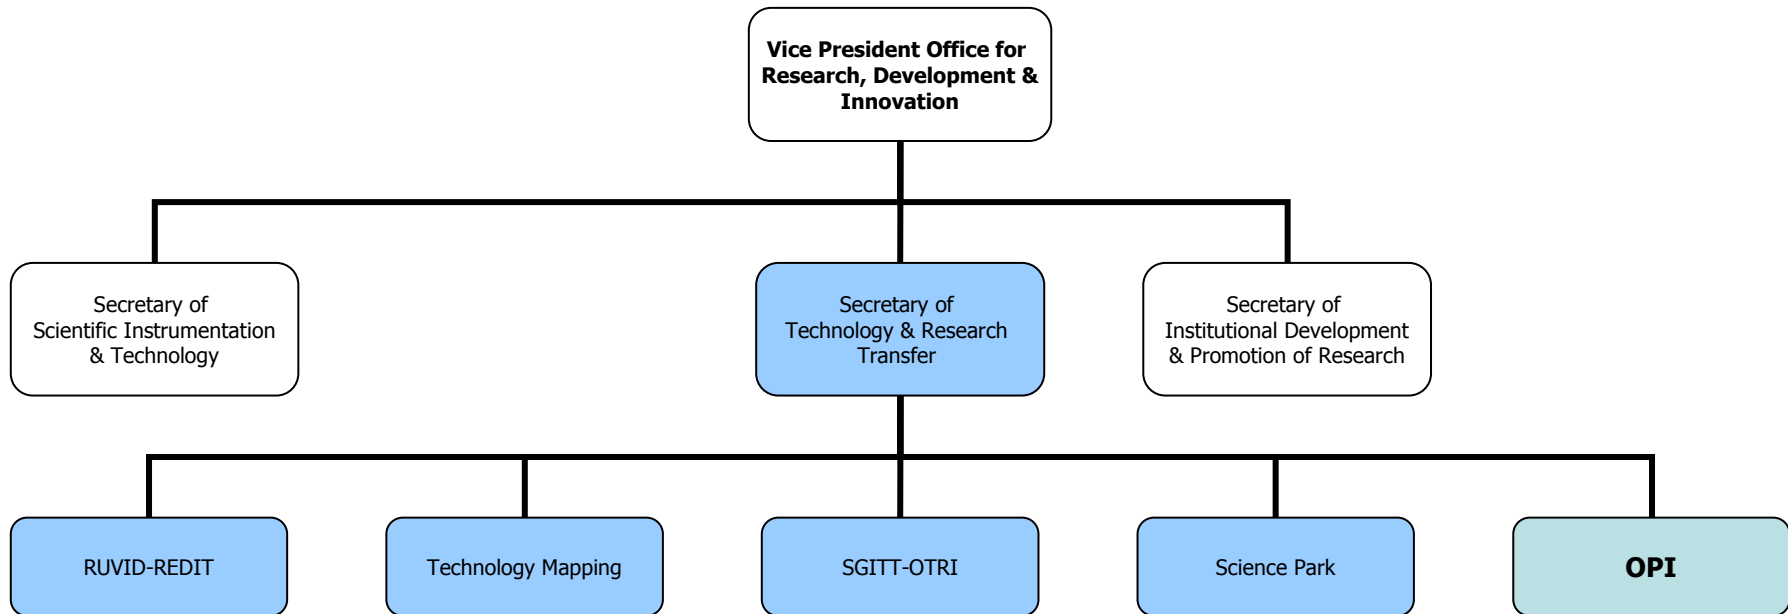 Vice President Office for
Research, Development &
Innovation
Secretary of
Scientific Instrumentation
& Technology
Secretary of
Technology & Research
Transfer
Secretary of
Institutional Development
& Promotion of Research
RUVID-REDIT
Technology Mapping
SGITT-OTRI
Science Park
OPI